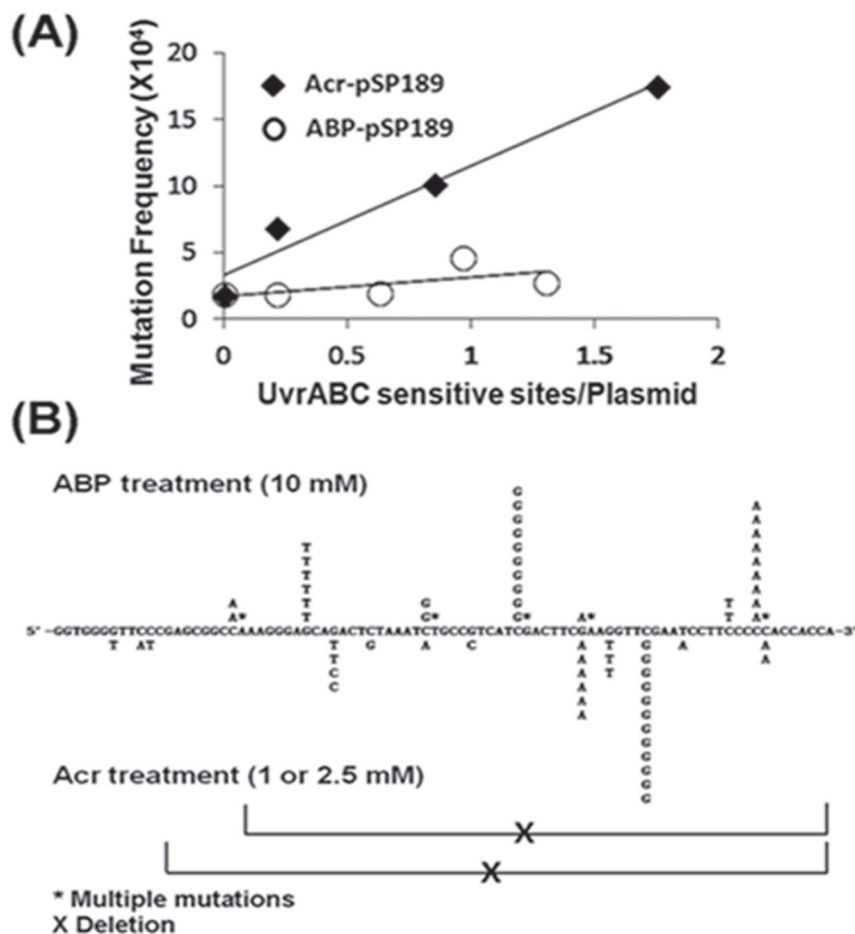 (A)
Mutation Frequency (X10⁴)
20
15
10
5
0
Acr-pSP189
ABP-pSP189
0 0.5 1 1.5 2
UvrABC sensitive sites/Plasmid
(B)
ABP treatment (10 mM)
G
G A
G A
G A
T G A
T G A
T G A
T G A
A T G G T A
A* T G* G* A* T A*
5'-GGTGGGGTTCCCGAGCGGCCAAAGGGAGCAGACTCTAAATCTGCCGTCATCGACTTCGAAGGTTCGAATCCTTCCCCCACCACCA-3'
T AT T G A C A T G A A
T A T G A
C A T G
C A G
A G
A G
G
G
G
G
G
G
Acr treatment (1 or 2.5 mM)
X
X
* Multiple mutations
X Deletion